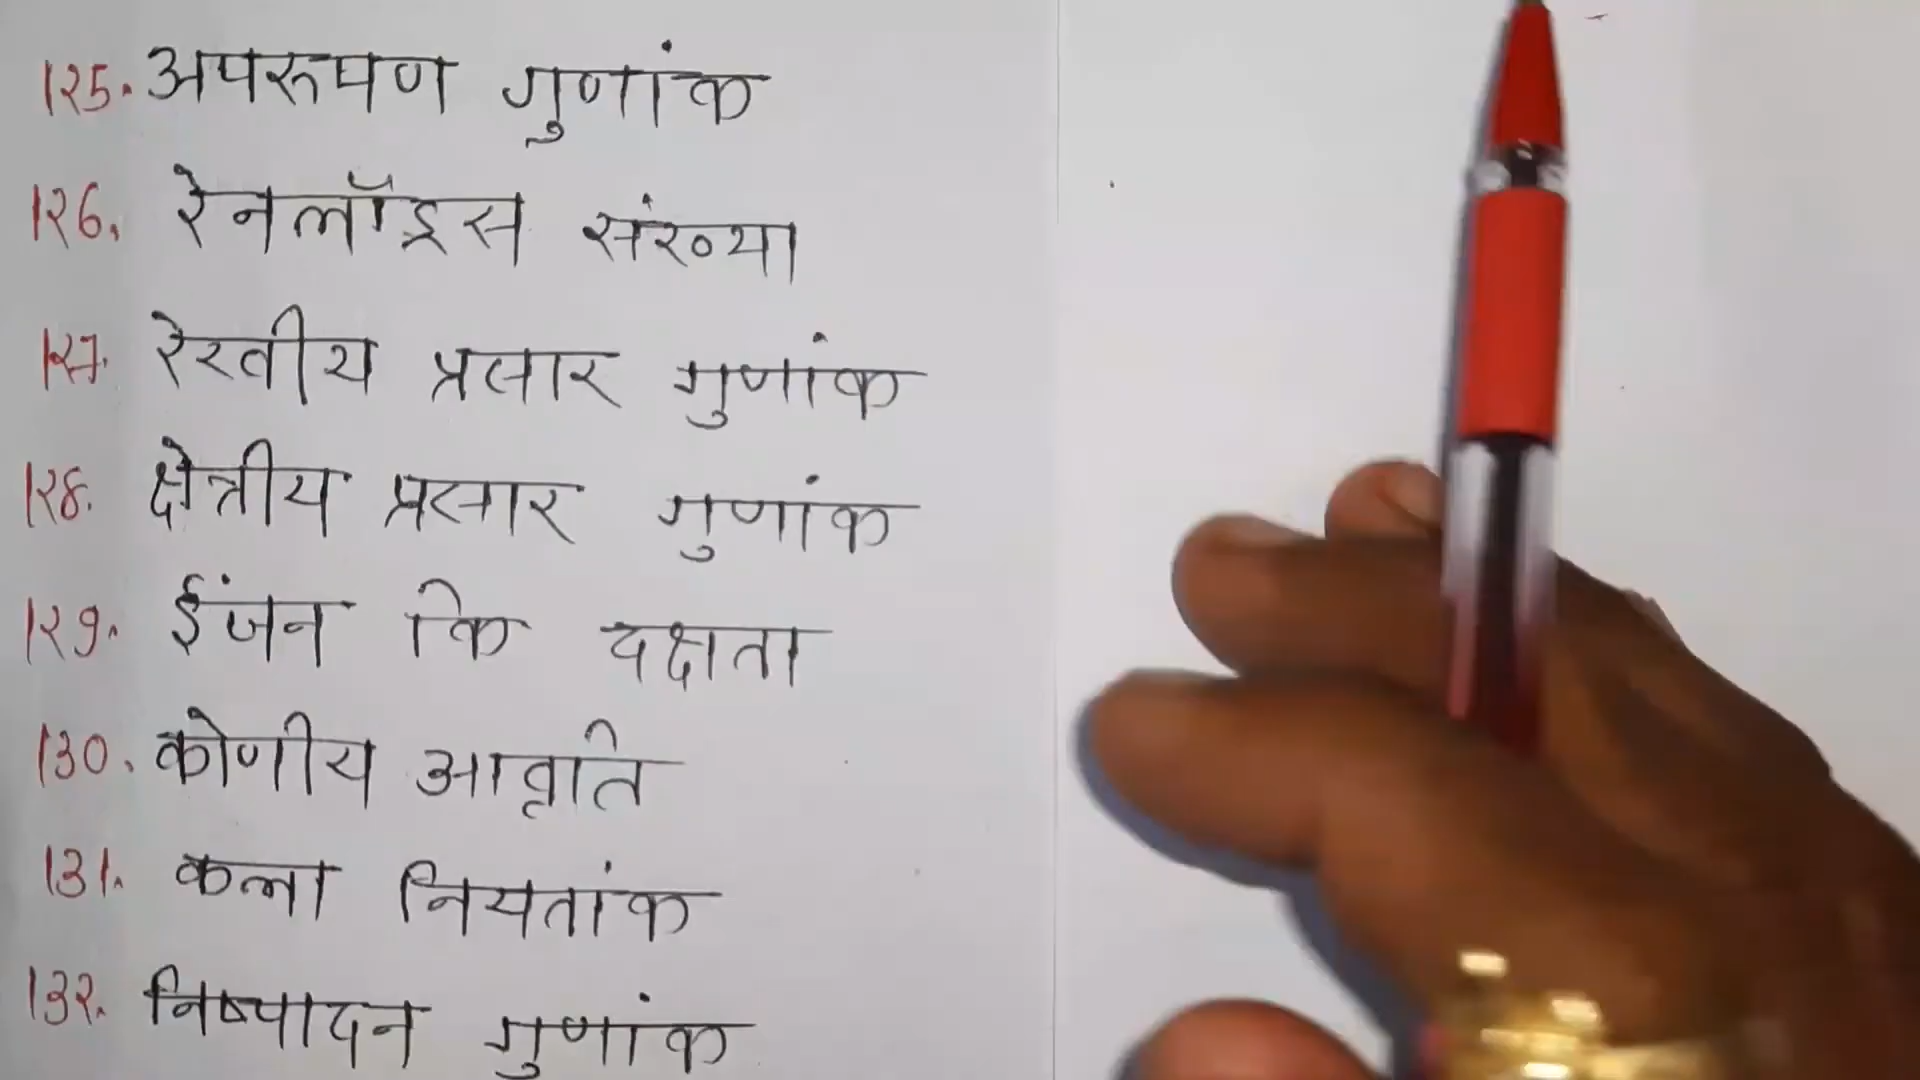 125. अपरूपण गुणांक
126. रेनलॉड्स संख्या
127. रेखीय प्रसार गुणांक
128. क्षेत्रीय प्रसार गुणांक
129. ईंजन कि दक्षता
130. कोणीय आवृति
131. कला नियतांक
132. निष्पादन गुणांक